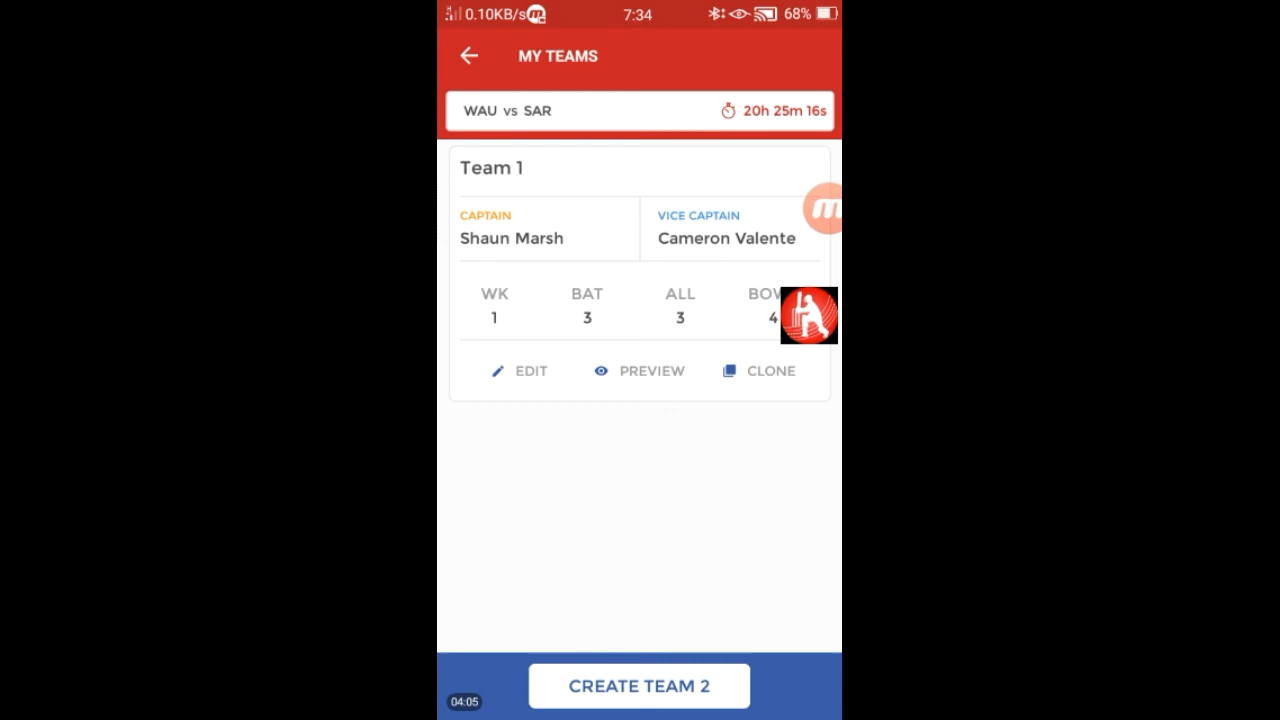 0.10KB/s 7:34 68%
MY TEAMS
WAU vs SAR 20h 25m 16s
Team 1
CAPTAIN VICE CAPTAIN
Shaun Marsh Cameron Valente
WK BAT ALL BOW
1 3 3 4
EDIT PREVIEW CLONE
CREATE TEAM 2
04:05